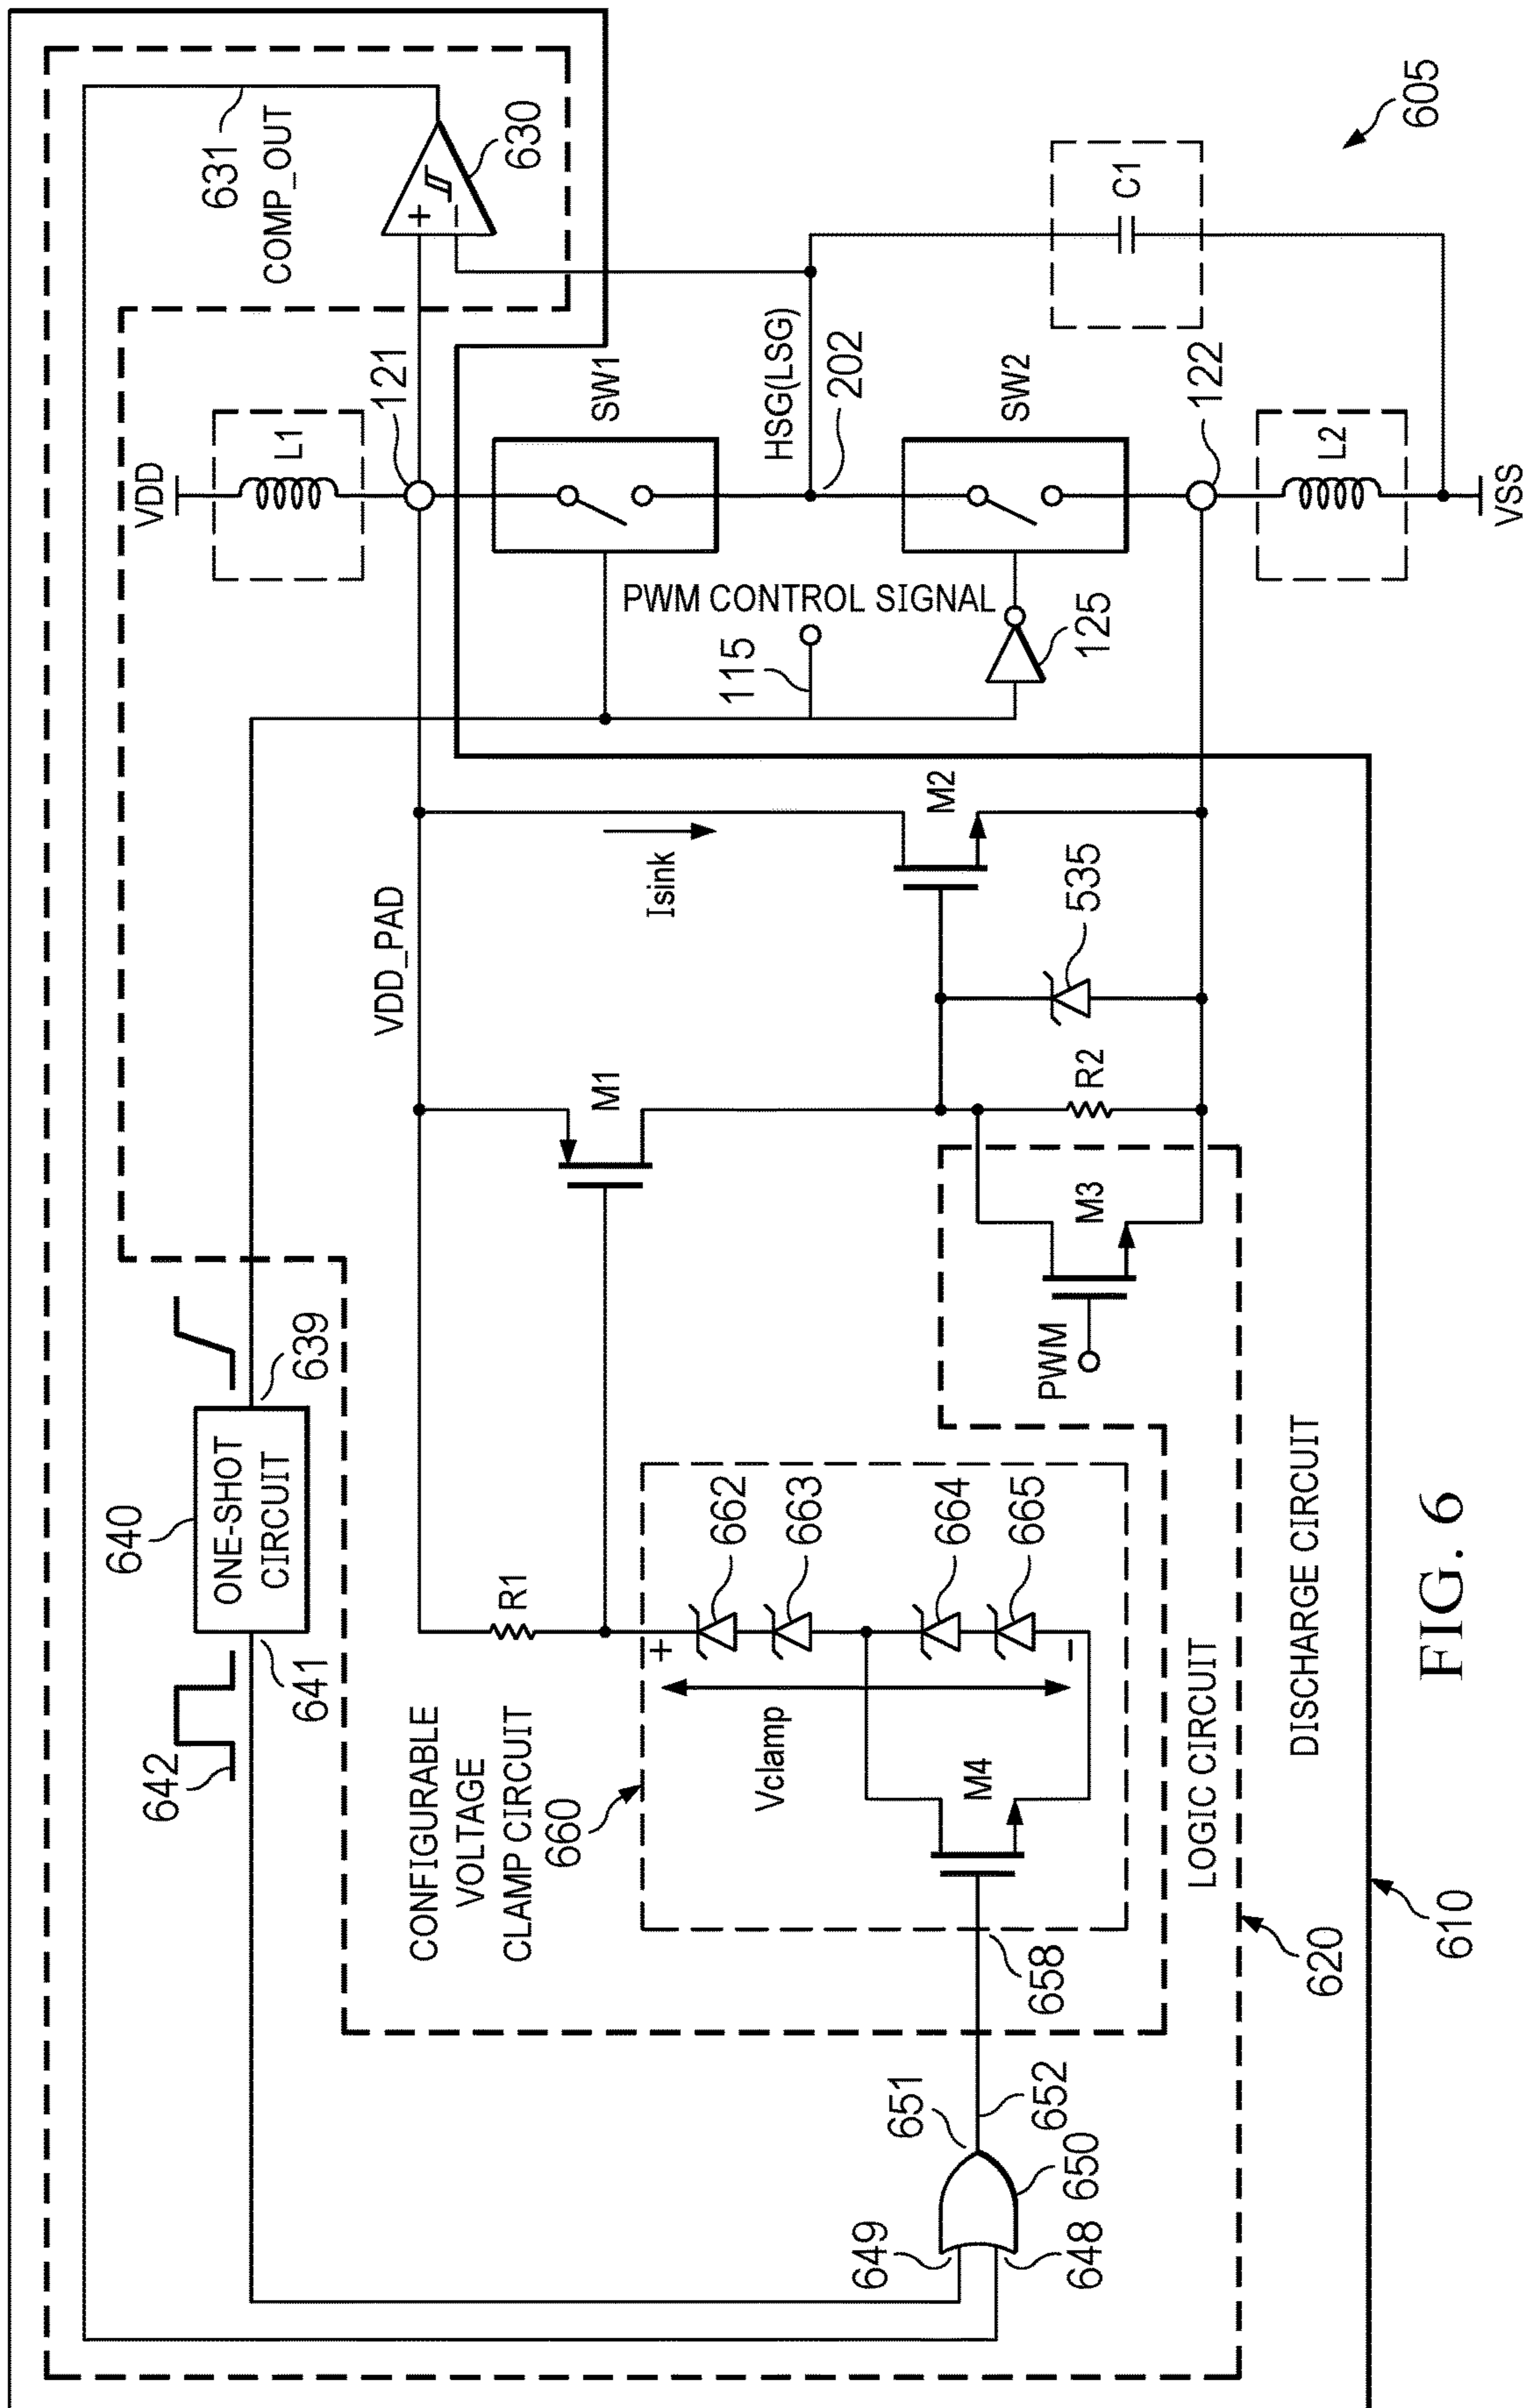 FIG. 6
605
610
DISCHARGE CIRCUIT
620
LOGIC CIRCUIT
VDD
L1
121
631
COMP_OUT
630
+
−
SW1
HSG(LSG)
202
SW2
122
L2
VSS
C1
PWM CONTROL SIGNAL
115
125
VDD_PAD
Isink
M2
535
M1
R2
M3
PWM
639
640
ONE-SHOT
CIRCUIT
641
642
R1
CONFIGURABLE
VOLTAGE
CLAMP CIRCUIT
660
+
662
663
664
665
−
Vclamp
M4
658
651
652
650
649
648